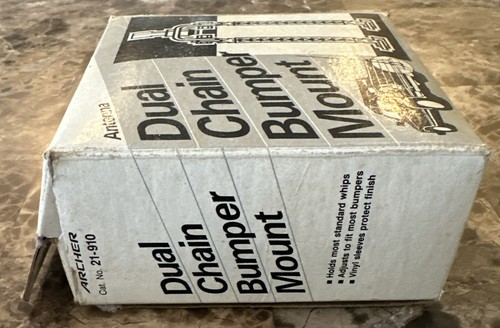 Antenna
Dual
Chain
Bumper
Mount
ARCHER
Cat. No. 21-910
Dual
Chain
Bumper
Mount
▪ Holds most standard whips
▪ Adjusts to fit most bumpers
▪ Vinyl sleeves protect finish